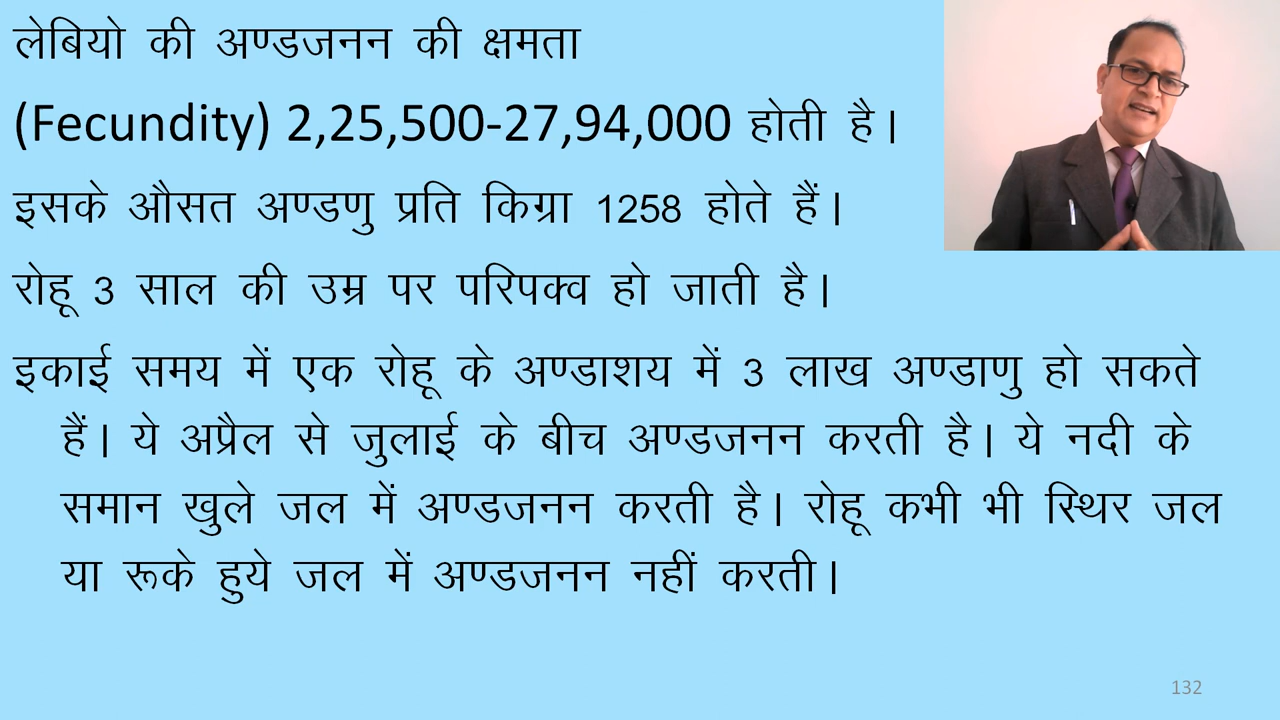 लेबियो की अण्डजनन की क्षमता
(Fecundity) 2,25,500-27,94,000 होती है।
इसके औसत अण्डणु प्रति किग्रा 1258 होते हैं।
रोहू 3 साल की उम्र पर परिपक्व हो जाती है।
इकाई समय में एक रोहू के अण्डाशय में 3 लाख अण्डाणु हो सकते
हैं। ये अप्रैल से जुलाई के बीच अण्डजनन करती है। ये नदी के
समान खुले जल में अण्डजनन करती है। रोहू कभी भी स्थिर जल
या रूके हुये जल में अण्डजनन नहीं करती।
132